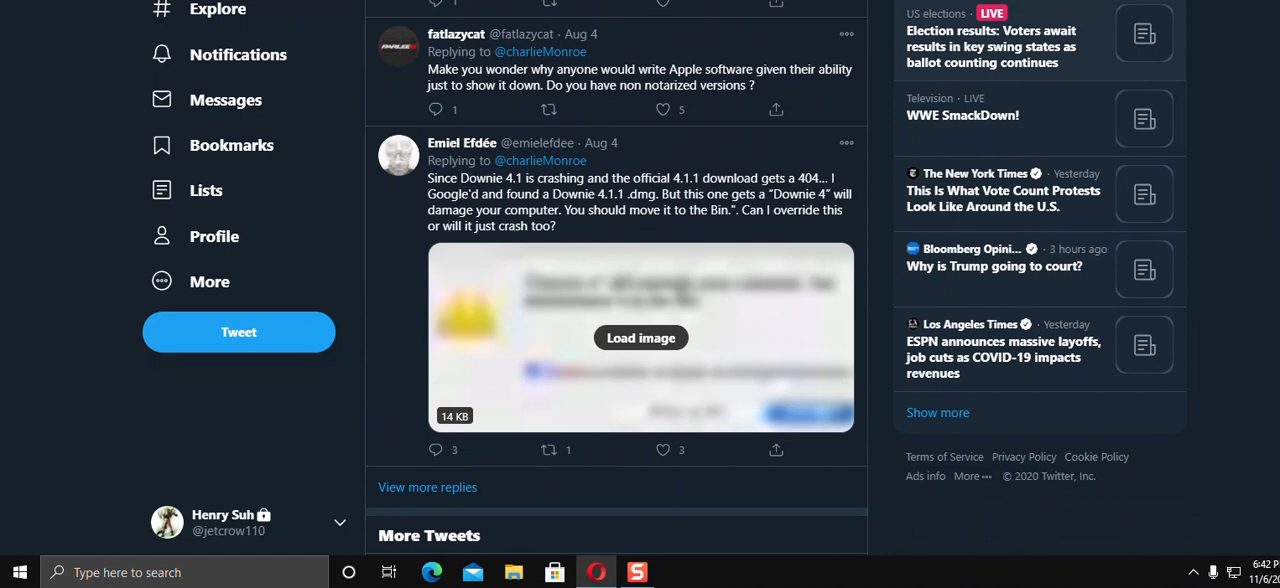 Explore
Notifications
Messages
Bookmarks
Lists
Profile
More
Tweet
Henry Suh
@jetcrow110
1
fatlazycat @fatlazycat · Aug 4
Replying to @charlieMonroe
Make you wonder why anyone would write Apple software given their ability
just to show it down. Do you have non notarized versions ?
1 5
Emiel Efdée @emielefdee · Aug 4
Replying to @charlieMonroe
Since Downie 4.1 is crashing and the official 4.1.1 download gets a 404... I
Google'd and found a Downie 4.1.1 .dmg. But this one gets a “Downie 4” will
damage your computer. You should move it to the Bin.". Can I override this
or will it just crash too?
Load image
14 KB
3 1 3
View more replies
More Tweets
US elections · LIVE
Election results: Voters await
results in key swing states as
ballot counting continues
Television · LIVE
WWE SmackDown!
The New York Times · Yesterday
This Is What Vote Count Protests
Look Like Around the U.S.
Bloomberg Opini... · 3 hours ago
Why is Trump going to court?
Los Angeles Times · Yesterday
ESPN announces massive layoffs,
job cuts as COVID-19 impacts
revenues
Show more
Terms of Service Privacy Policy Cookie Policy
Ads info More © 2020 Twitter, Inc.
Type here to search
6:42 P
11/6/20